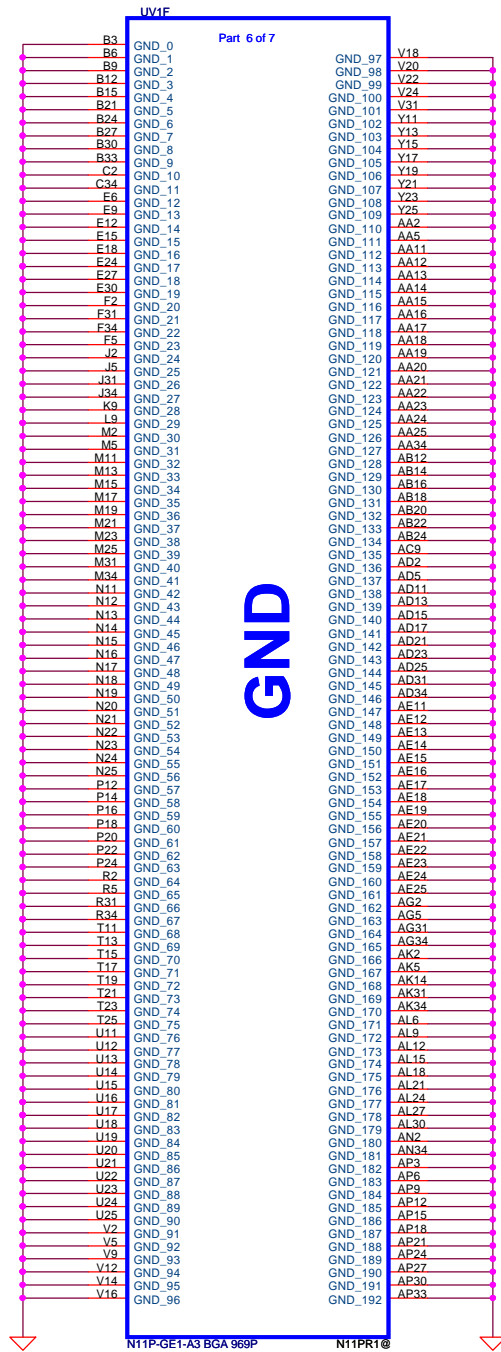 UV1F
Part 6 of 7
B3 GND_0
B6 GND_1
B9 GND_2
B12 GND_3
B15 GND_4
B21 GND_5
B24 GND_6
B27 GND_7
B30 GND_8
B33 GND_9
C2 GND_10
C34 GND_11
E6 GND_12
E9 GND_13
E12 GND_14
E15 GND_15
E18 GND_16
E24 GND_17
E27 GND_18
E30 GND_19
F2 GND_20
F31 GND_21
F34 GND_22
F5 GND_23
J2 GND_24
J5 GND_25
J31 GND_26
J34 GND_27
K9 GND_28
L9 GND_29
M2 GND_30
M5 GND_31
M11 GND_32
M13 GND_33
M15 GND_34
M17 GND_35
M19 GND_36
M21 GND_37
M23 GND_38
M25 GND_39
M31 GND_40
M34 GND_41
N11 GND_42
N12 GND_43
N13 GND_44
N14 GND_45
N15 GND_46
N16 GND_47
N17 GND_48
N18 GND_49
N19 GND_50
N20 GND_51
N21 GND_52
N22 GND_53
N23 GND_54
N24 GND_55
N25 GND_56
P12 GND_57
P14 GND_58
P16 GND_59
P18 GND_60
P20 GND_61
P22 GND_62
P24 GND_63
R2 GND_64
R5 GND_65
R31 GND_66
R34 GND_67
T11 GND_68
T13 GND_69
T15 GND_70
T17 GND_71
T19 GND_72
T21 GND_73
T23 GND_74
T25 GND_75
U11 GND_76
U12 GND_77
U13 GND_78
U14 GND_79
U15 GND_80
U16 GND_81
U17 GND_82
U18 GND_83
U19 GND_84
U20 GND_85
U21 GND_86
U22 GND_87
U23 GND_88
U24 GND_89
U25 GND_90
V2 GND_91
V5 GND_92
V9 GND_93
V12 GND_94
V14 GND_95
V16 GND_96
GND
GND_97 V18
GND_98 V20
GND_99 V22
GND_100 V24
GND_101 V31
GND_102 Y11
GND_103 Y13
GND_104 Y15
GND_105 Y17
GND_106 Y19
GND_107 Y21
GND_108 Y23
GND_109 Y25
GND_110 AA2
GND_111 AA5
GND_112 AA11
GND_113 AA12
GND_114 AA13
GND_115 AA14
GND_116 AA15
GND_117 AA16
GND_118 AA17
GND_119 AA18
GND_120 AA19
GND_121 AA20
GND_122 AA21
GND_123 AA22
GND_124 AA23
GND_125 AA24
GND_126 AA25
GND_127 AA34
GND_128 AB12
GND_129 AB14
GND_130 AB16
GND_131 AB18
GND_132 AB20
GND_133 AB22
GND_134 AB24
GND_135 AC9
GND_136 AD2
GND_137 AD5
GND_138 AD11
GND_139 AD13
GND_140 AD15
GND_141 AD17
GND_142 AD21
GND_143 AD23
GND_144 AD25
GND_145 AD31
GND_146 AD34
GND_147 AE11
GND_148 AE12
GND_149 AE13
GND_150 AE14
GND_151 AE15
GND_152 AE16
GND_153 AE17
GND_154 AE18
GND_155 AE19
GND_156 AE20
GND_157 AE21
GND_158 AE22
GND_159 AE23
GND_160 AE24
GND_161 AE25
GND_162 AG2
GND_163 AG5
GND_164 AG31
GND_165 AG34
GND_166 AK2
GND_167 AK5
GND_168 AK14
GND_169 AK31
GND_170 AK34
GND_171 AL6
GND_172 AL9
GND_173 AL12
GND_174 AL15
GND_175 AL18
GND_176 AL21
GND_177 AL24
GND_178 AL27
GND_179 AL30
GND_180 AN2
GND_181 AN34
GND_182 AP3
GND_183 AP6
GND_184 AP9
GND_185 AP12
GND_186 AP15
GND_187 AP18
GND_188 AP21
GND_189 AP24
GND_190 AP27
GND_191 AP30
GND_192 AP33
N11P-GE1-A3 BGA 969P
N11PR1@